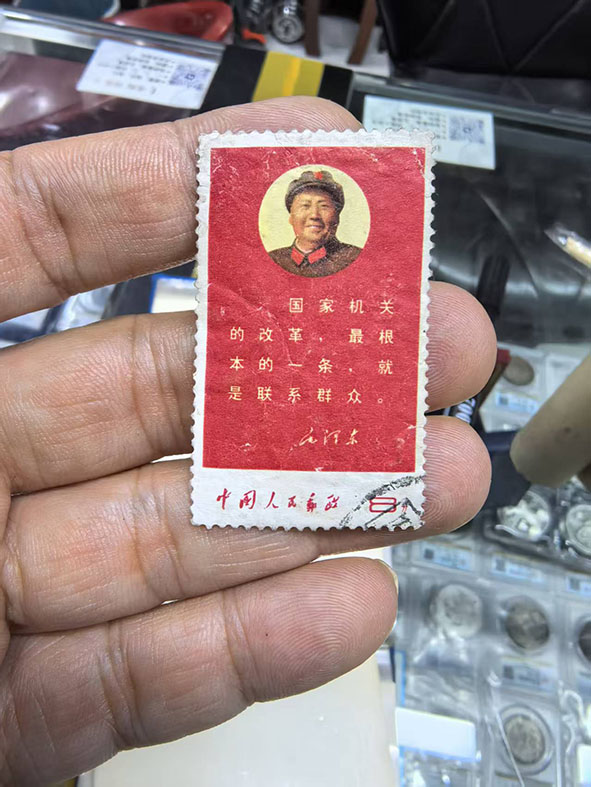 国家机关
的改革，最根
本的一条，就
是联系群众。
毛泽东
中国人民邮政 8分